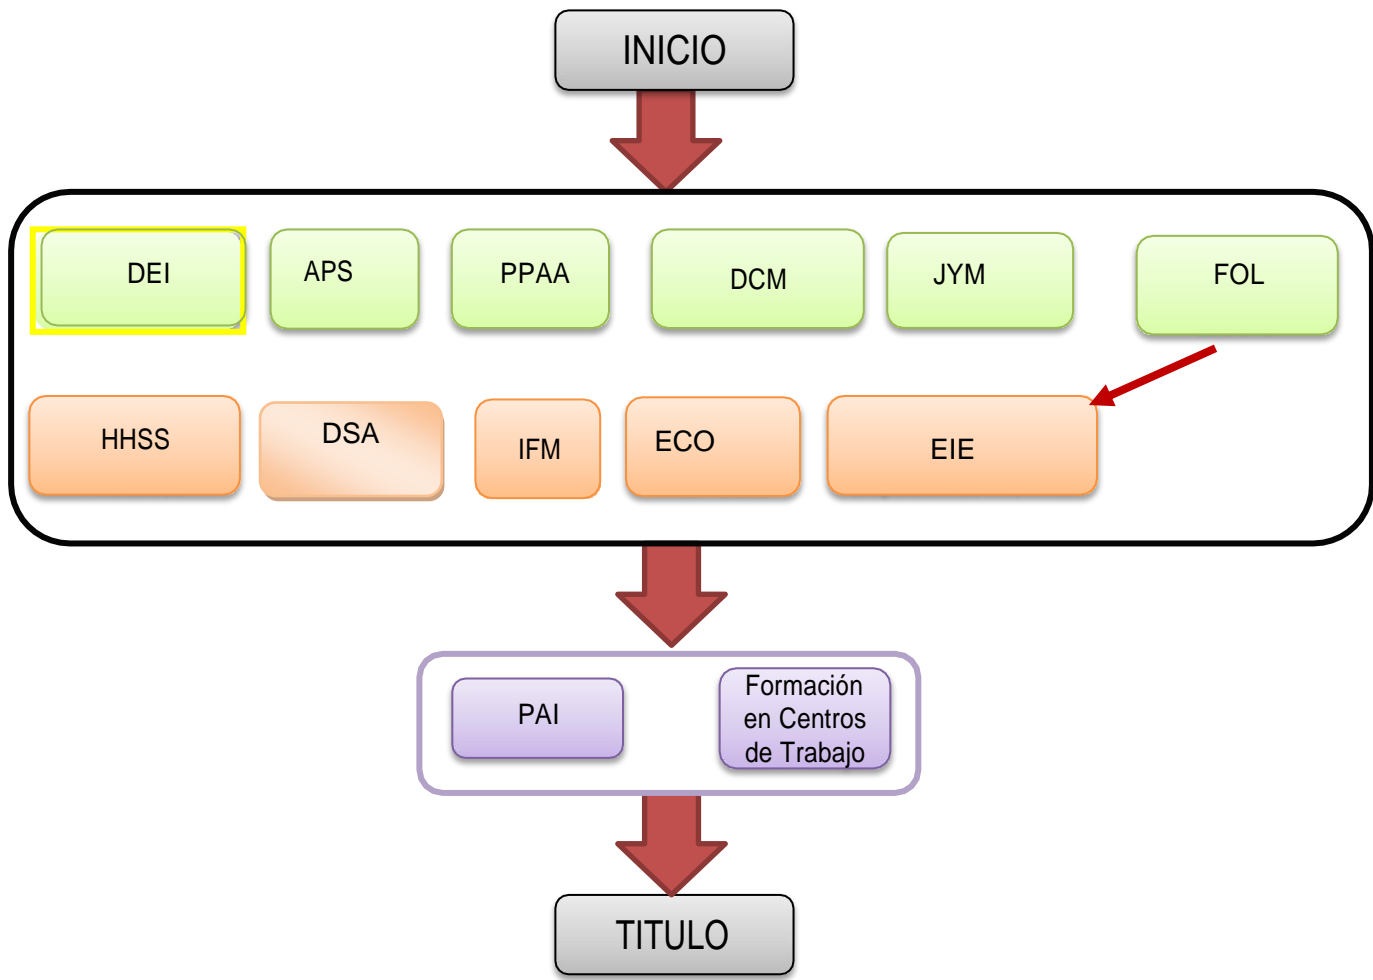 INICIO
DEI
APS
PPAA
DCM
JYM
FOL
HHSS
DSA
IFM
ECO
EIE
PAI
Formación
en Centros
de Trabajo
TITULO